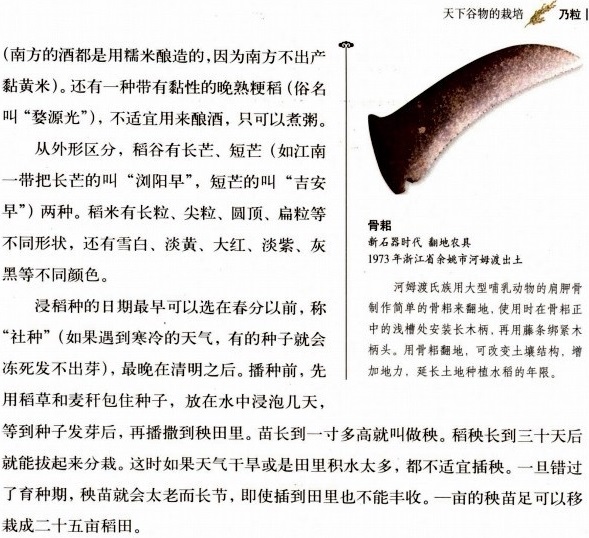 天下谷物的栽培 乃粒
(南方的酒都是用糯米酿造的,因为南方不出产
黏黄米)。还有一种带有黏性的晚熟粳稻(俗名
叫“婺源光”),不适宜用来酿酒,只可以煮粥。
从外形区分,稻谷有长芒、短芒(如江南
一带把长芒的叫“浏阳早”,短芒的叫“吉安
早”)两种。稻米有长粒、尖粒、圆顶、扁粒等
不同形状,还有雪白、淡黄、大红、淡紫、灰
黑等不同颜色。
浸稻种的日期最早可以选在春分以前,称
“社种”(如果遇到寒冷的天气,有的种子就会
冻死发不出芽),最晚在清明之后。播种前,先
用稻草和麦秆包住种子,放在水中浸泡几天,
等到种子发芽后,再播撒到秧田里。苗长到一寸多高就叫做秧。稻秧长到三十天后
就能拔起来分栽。这时如果天气干旱或是田里积水太多,都不适宜插秧。一旦错过
了育种期,秧苗就会太老而长节,即使插到田里也不能丰收。一亩的秧苗足可以移
栽成二十五亩稻田。
骨耜
新石器时代 翻地农具
1973年浙江省余姚市河姆渡出土
河姆渡氏族用大型哺乳动物的肩胛骨
制作简单的骨耜来翻地,使用时在骨耜正
中的浅槽处安装长木柄,再用藤条绑紧木
柄头。用骨耜翻地,可改变土壤结构,增
加地力,延长土地种植水稻的年限。